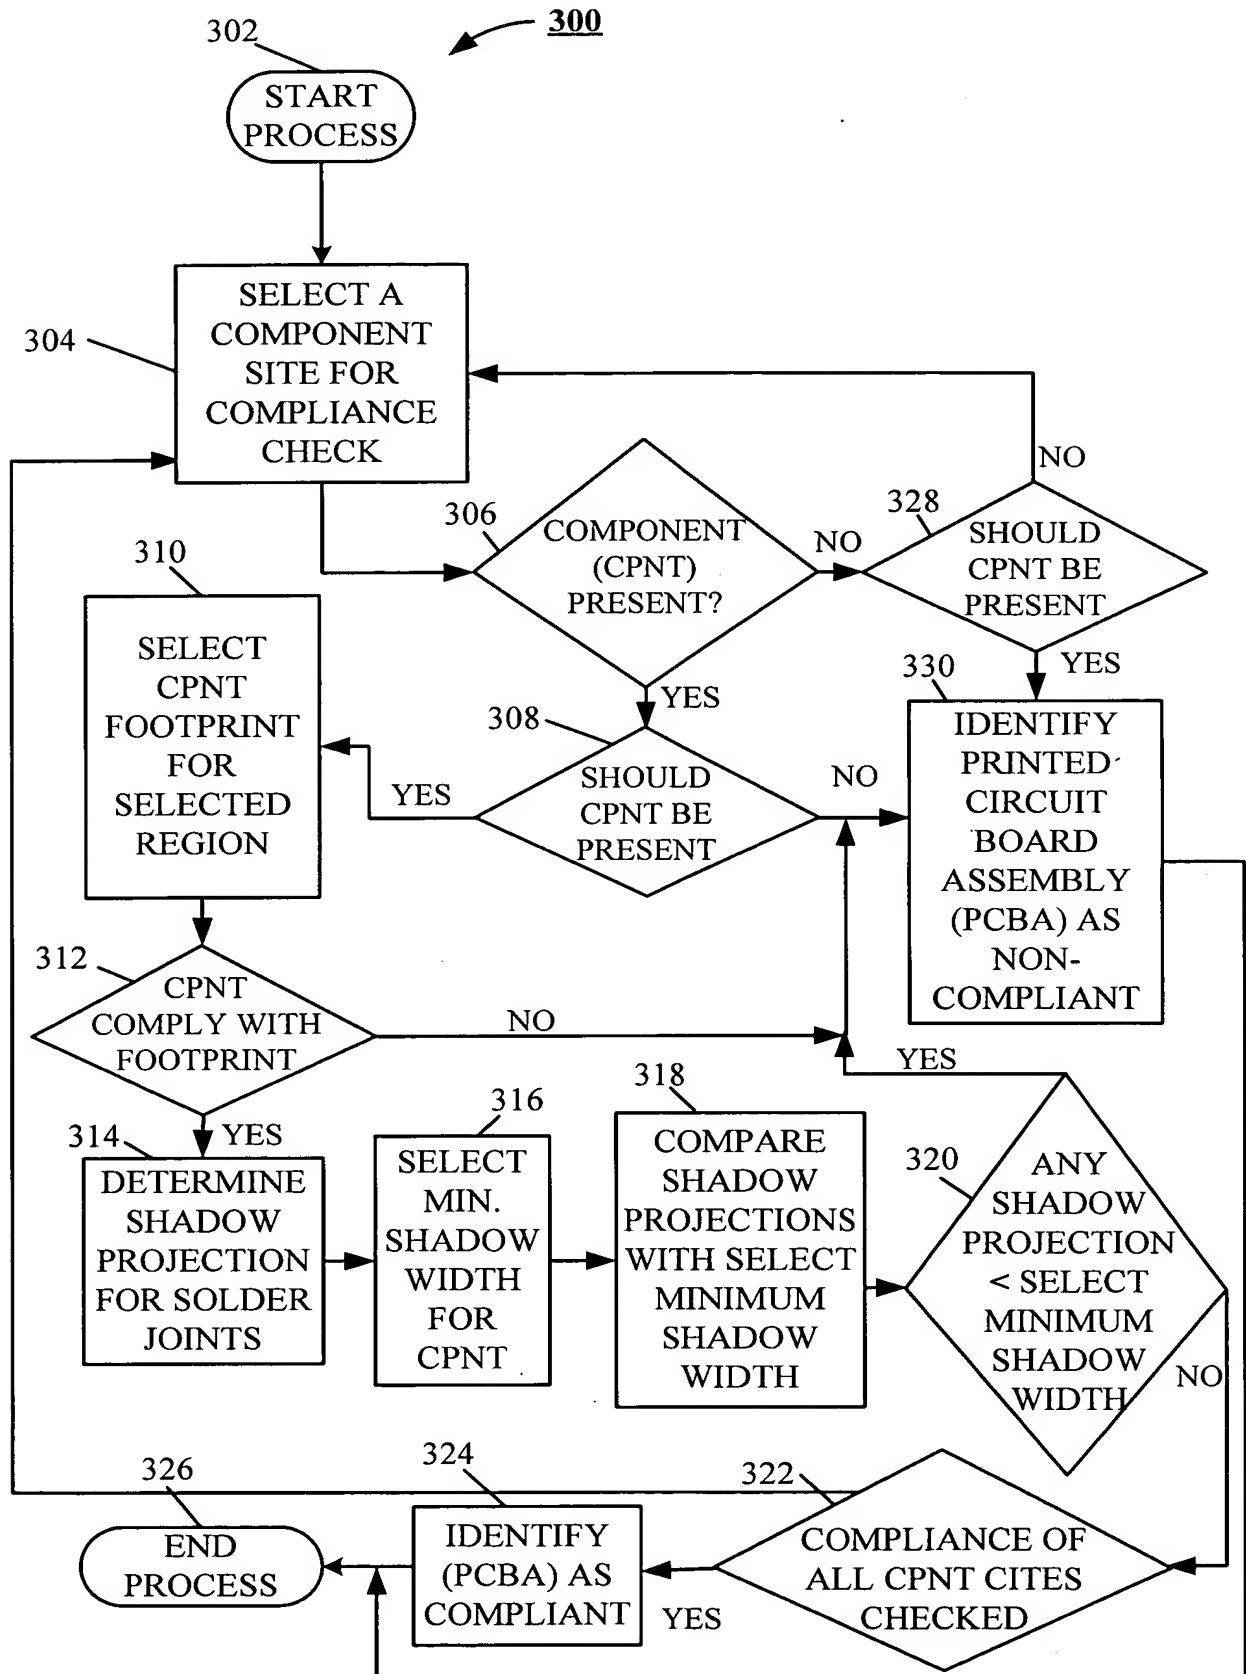 300
302
START
PROCESS
304
SELECT A
COMPONENT
SITE FOR
COMPLIANCE
CHECK
306
COMPONENT
(CPNT)
PRESENT?
NO
328
NO
SHOULD
CPNT BE
PRESENT
YES
YES
310
SELECT
CPNT
FOOTPRINT
FOR
SELECTED
REGION
308
SHOULD
CPNT BE
PRESENT
YES
NO
330
IDENTIFY
PRINTED
CIRCUIT
BOARD
ASSEMBLY
(PCBA) AS
NON-
COMPLIANT
312
CPNT
COMPLY WITH
FOOTPRINT
NO
YES
YES
314
DETERMINE
SHADOW
PROJECTION
FOR SOLDER
JOINTS
316
SELECT
MIN.
SHADOW
WIDTH
FOR
CPNT
318
COMPARE
SHADOW
PROJECTIONS
WITH SELECT
MINIMUM
SHADOW
WIDTH
320
ANY
SHADOW
PROJECTION
< SELECT
MINIMUM
SHADOW
WIDTH
NO
322
COMPLIANCE OF
ALL CPNT CITES
CHECKED
YES
324
IDENTIFY
(PCBA) AS
COMPLIANT
326
END
PROCESS